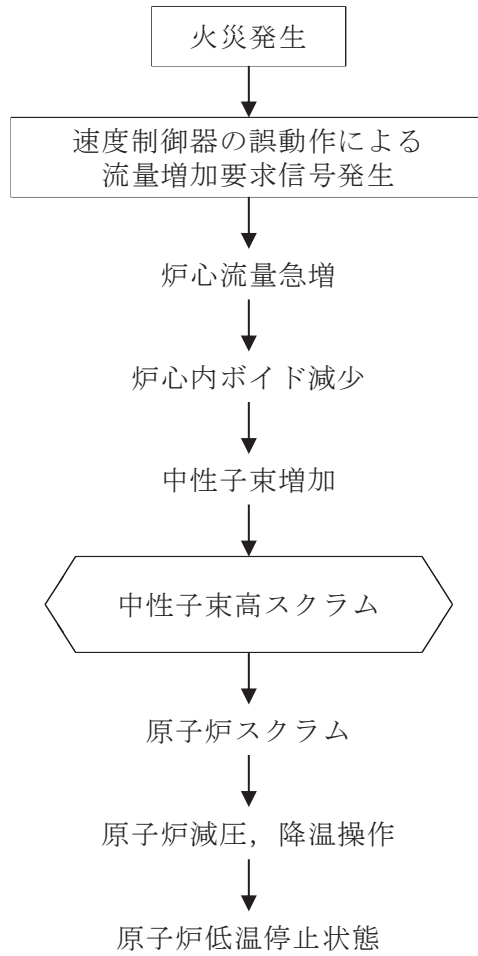 火災発生
速度制御器の誤動作による
流量増加要求信号発生
炉心流量急増
炉心内ボイド減少
中性子束増加
中性子束高スクラム
原子炉スクラム
原子炉減圧，降温操作
原子炉低温停止状態